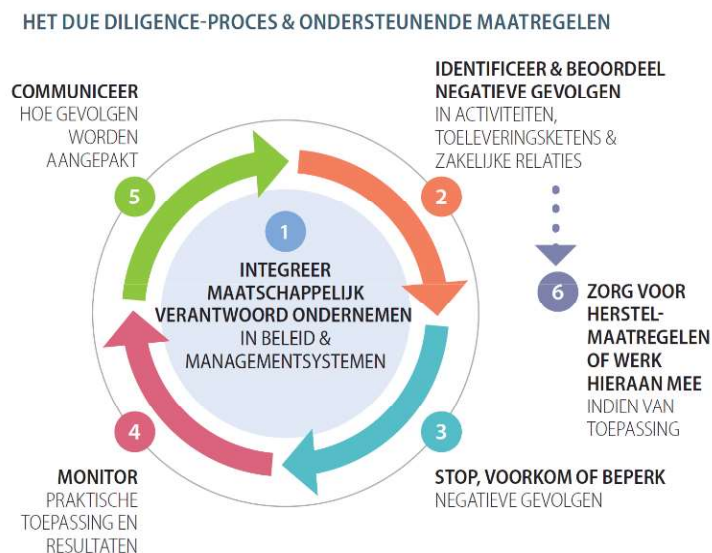 HET DUE DILIGENCE-PROCES & ONDERSTEUNENDE MAATREGELEN
1
INTEGREER
MAATSCHAPPELIJK
VERANTWOORD ONDERNEMEN
IN BELEID &
MANAGEMENTSYSTEMEN
2
IDENTIFICEER & BEOORDEEL
NEGATIEVE GEVOLGEN
IN ACTIVITEITEN,
TOELEVERINGSKETENS &
ZAKELIJKE RELATIES
3
STOP, VOORKOM OF BEPERK
NEGATIEVE GEVOLGEN
4
MONITOR
PRAKTISCHE
TOEPASSING EN
RESULTATEN
5
COMMUNICEER
HOE GEVOLGEN
WORDEN
AANGEPAKT
6
ZORG VOOR
HERSTEL-
MAATREGELEN
OF WERK
HIERAAN MEE
INDIEN VAN
TOEPASSING